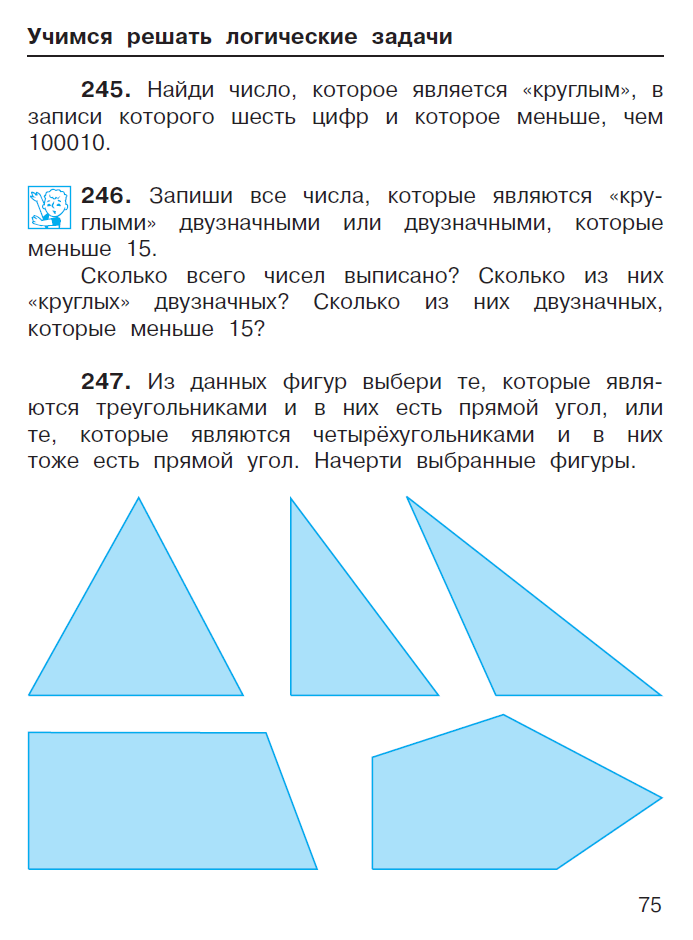 Учимся решать логические задачи
245. Найди число, которое является «круглым», в
записи которого шесть цифр и которое меньше, чем
100010.
246. Запиши все числа, которые являются «кру-
глыми» двузначными или двузначными, которые
меньше 15.
Сколько всего чисел выписано? Сколько из них
«круглых» двузначных? Сколько из них двузначных,
которые меньше 15?
247. Из данных фигур выбери те, которые явля-
ются треугольниками и в них есть прямой угол, или
те, которые являются четырёхугольниками и в них
тоже есть прямой угол. Начерти выбранные фигуры.
75